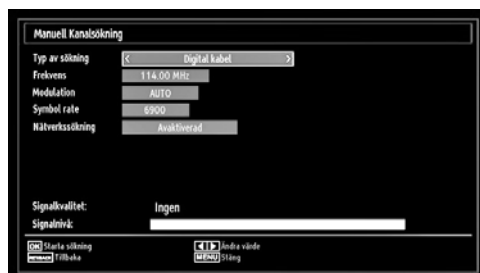 Manuell Kanalsökning
Typ av sökning < Digital kabel >
Frekvens 114.00 MHz
Modulation AUTO
Symbol rate 6900
Nätverkssökning Avaktiverad
Signalkvalitet: Ingen
Signalnivå:
OK Starta sökning Ändra värde
Tillbaka MENU Stäng